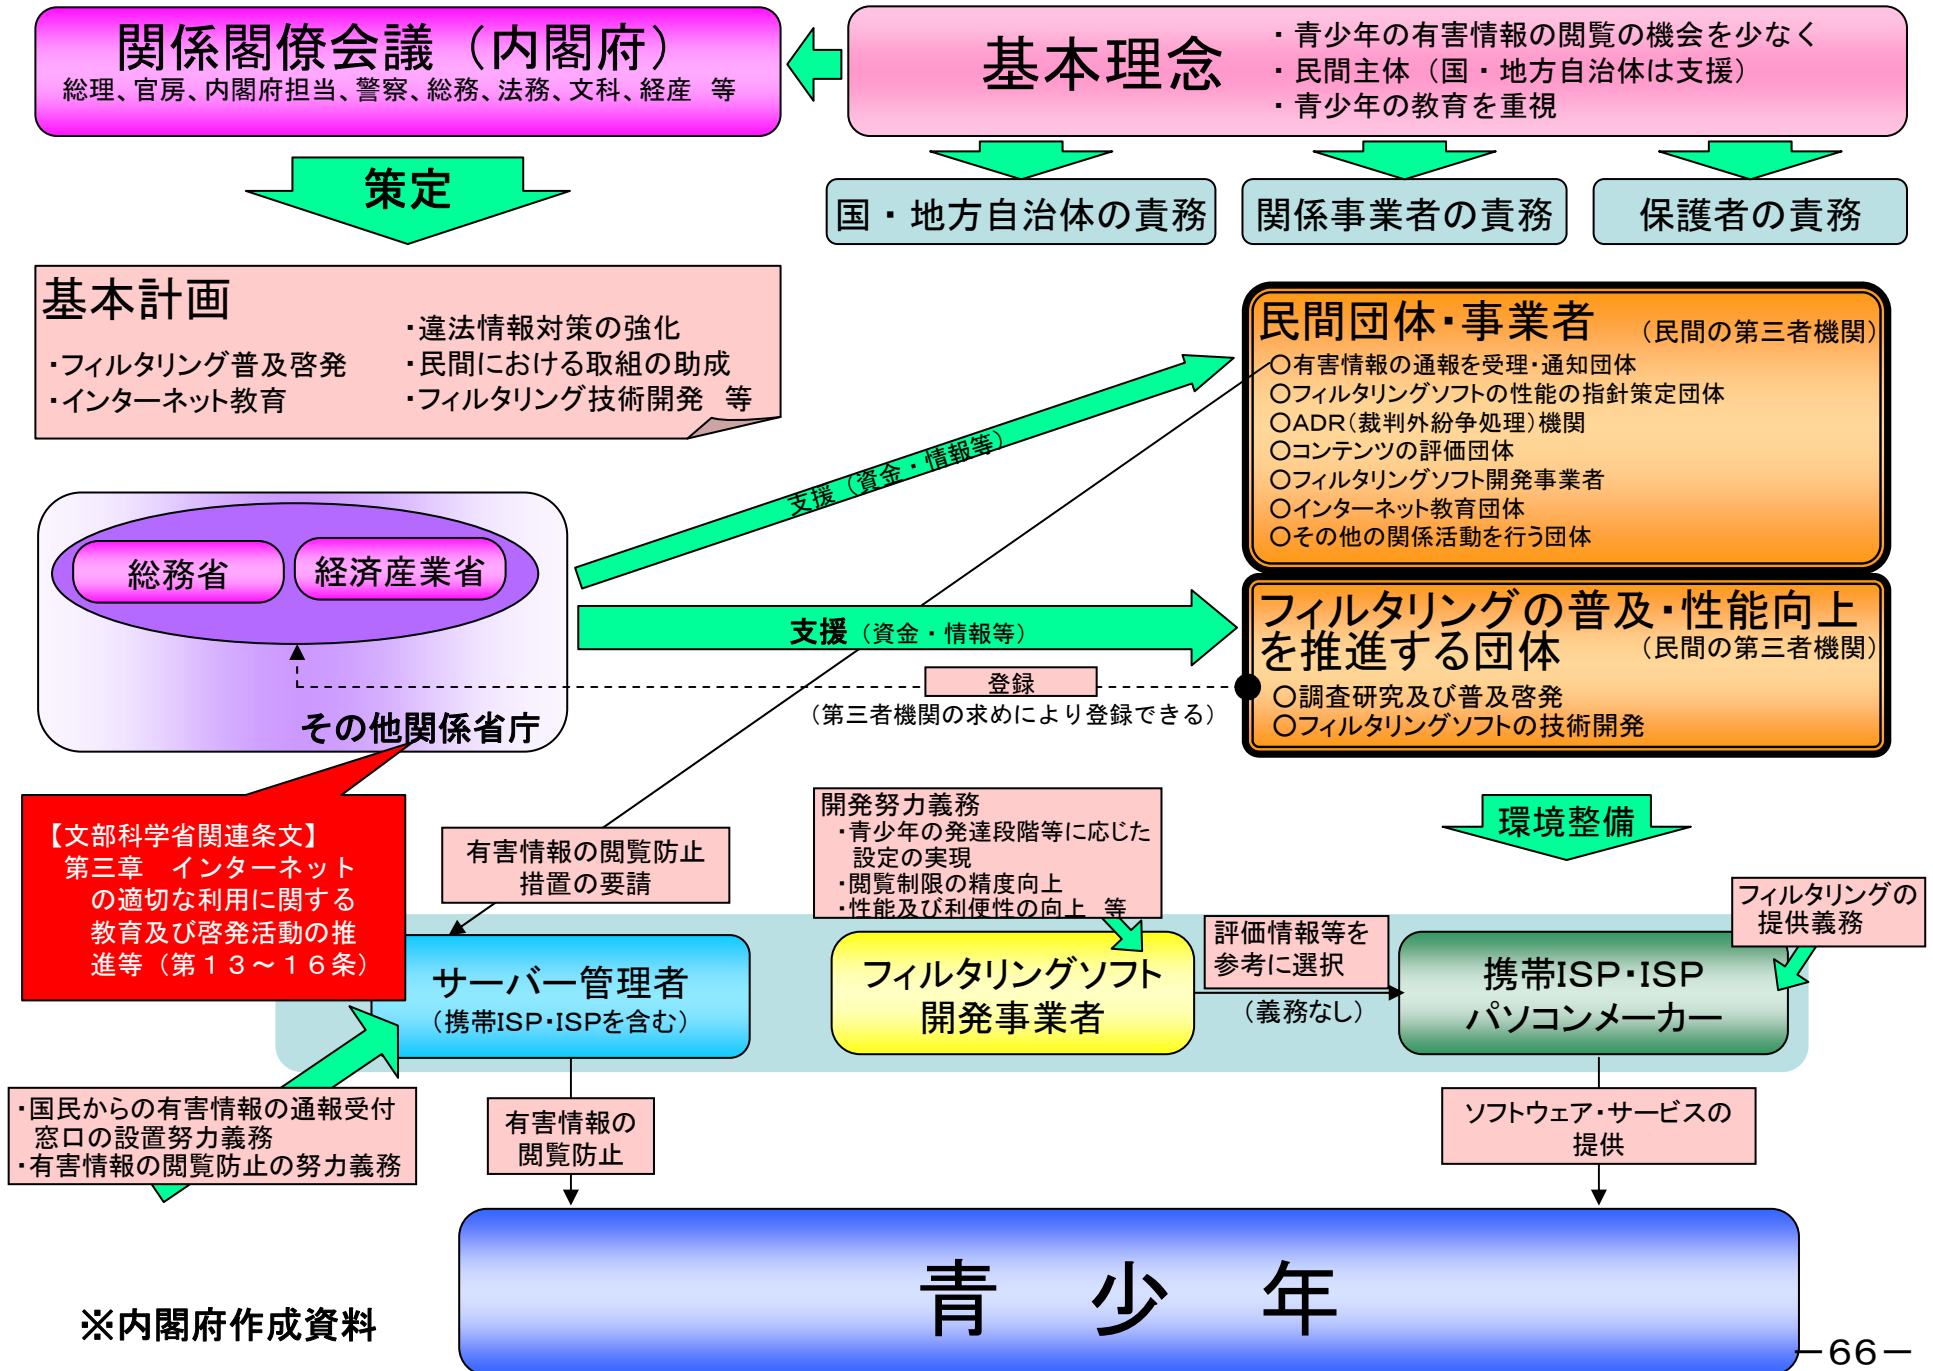 関係閣僚会議（内閣府）
総理、官房、内閣府担当、警察、総務、法務、文科、経産　等
基本理念
・青少年の有害情報の閲覧の機会を少なく
・民間主体（国・地方自治体は支援）
・青少年の教育を重視
策定
国・地方自治体の責務
関係事業者の責務
保護者の責務
基本計画
・フィルタリング普及啓発
・インターネット教育
・違法情報対策の強化
・民間における取組の助成
・フィルタリング技術開発　等
民間団体・事業者　（民間の第三者機関）
○有害情報の通報を受理・通知団体
○フィルタリングソフトの性能の指針策定団体
○ADR（裁判外紛争処理）機関
○コンテンツの評価団体
○フィルタリングソフト開発事業者
○インターネット教育団体
○その他の関係活動を行う団体
支援（資金・情報等）
総務省
経済産業省
その他関係省庁
支援（資金・情報等）
フィルタリングの普及・性能向上
を推進する団体　（民間の第三者機関）
○調査研究及び普及啓発
○フィルタリングソフトの技術開発
登録
（第三者機関の求めにより登録できる）
【文部科学省関連条文】
第三章　インターネット
の適切な利用に関する
教育及び啓発活動の推
進等（第１３～１６条）
有害情報の閲覧防止
措置の要請
開発努力義務
・青少年の発達段階等に応じた
設定の実現
・閲覧制限の精度向上
・性能及び利便性の向上　等
環境整備
フィルタリングの
提供義務
サーバー管理者
（携帯ISP・ISPを含む）
フィルタリングソフト
開発事業者
評価情報等を
参考に選択
（義務なし）
携帯ISP・ISP
パソコンメーカー
・国民からの有害情報の通報受付
窓口の設置努力義務
・有害情報の閲覧防止の努力義務
有害情報の
閲覧防止
ソフトウェア・サービスの
提供
青　少　年
※内閣府作成資料
－66－